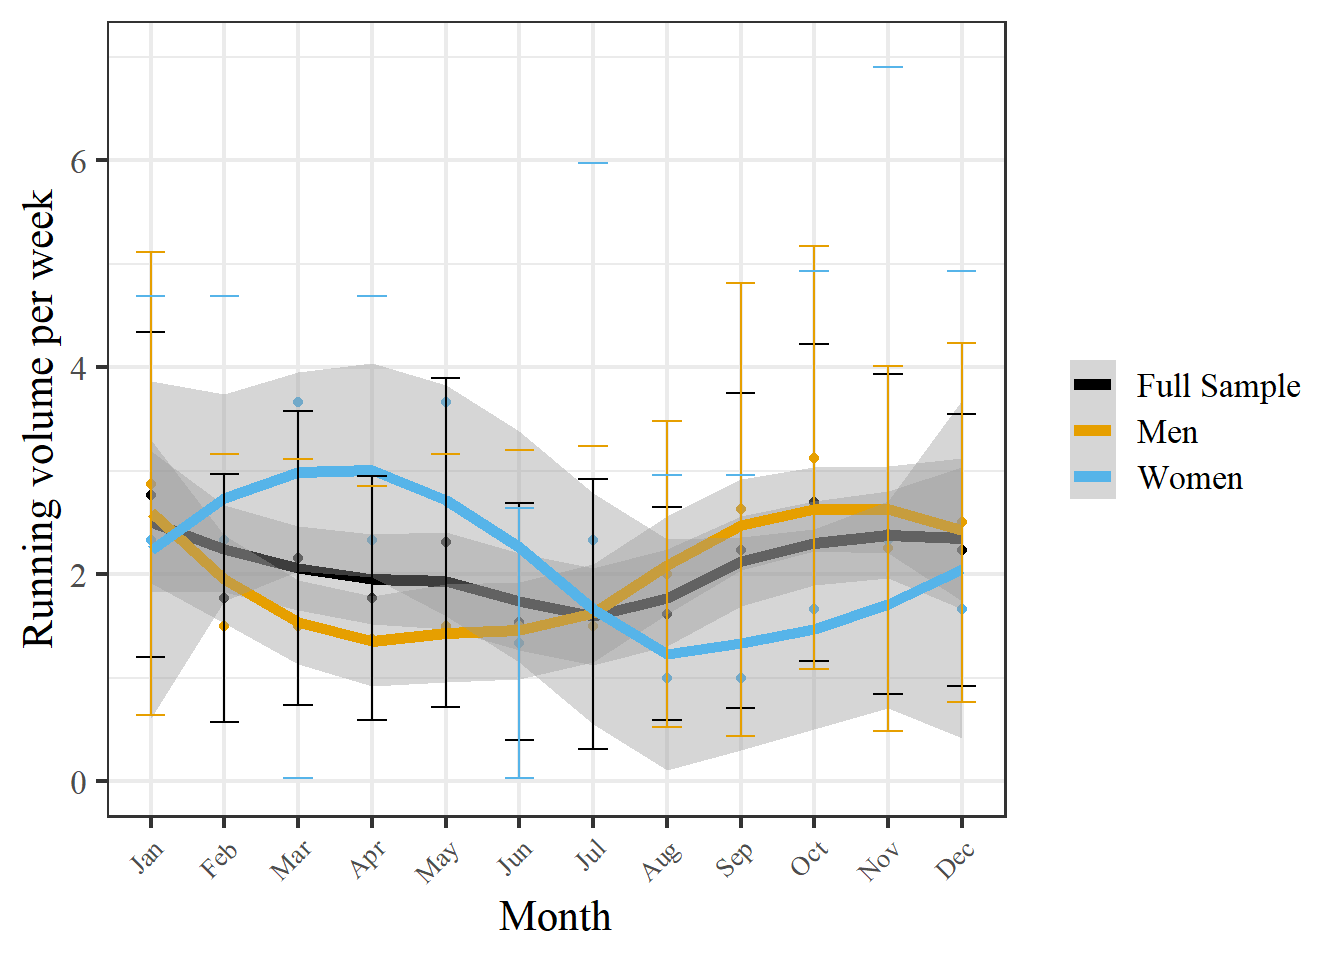 Running volume per week
6
4
2
0
Jan
Feb
Mar
Apr
May
Jun
Jul
Aug
Sep
Oct
Nov
Dec
Month
Full Sample
Men
Women